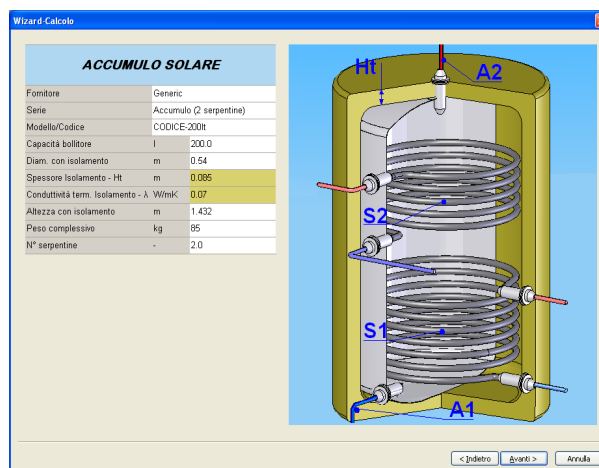 Wizard-Calcolo
ACCUMULO SOLARE
Fornitore Generic
Serie Accumulo (2 serpentine)
Modello/Codice CODICE-200lt
Capacità bollitore l 200.0
Diam. con isolamento m 0.54
Spessore Isolamento - Ht m 0.085
Conduttività term. Isolamento - λ W/mK 0.07
Altezza con isolamento m 1.432
Peso complessivo kg 85
N° serpentine - 2.0
Ht
A2
S2
S1
A1
< Indietro
Avanti >
Annulla